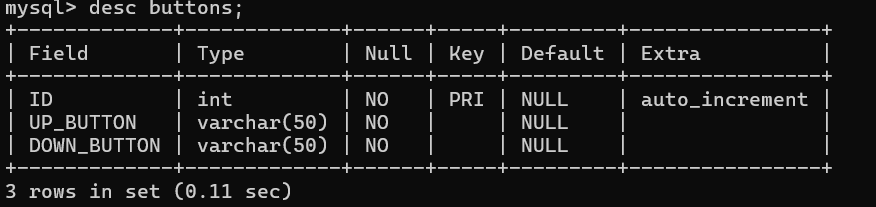 mysql> desc buttons;
+-------------+-------------+------+-----+---------+----------------+
| Field       | Type        | Null | Key | Default | Extra          |
+-------------+-------------+------+-----+---------+----------------+
| ID          | int         | NO   | PRI | NULL    | auto_increment |
| UP_BUTTON   | varchar(50) | NO   |     | NULL    |                |
| DOWN_BUTTON | varchar(50) | NO   |     | NULL    |                |
+-------------+-------------+------+-----+---------+----------------+
3 rows in set (0.11 sec)